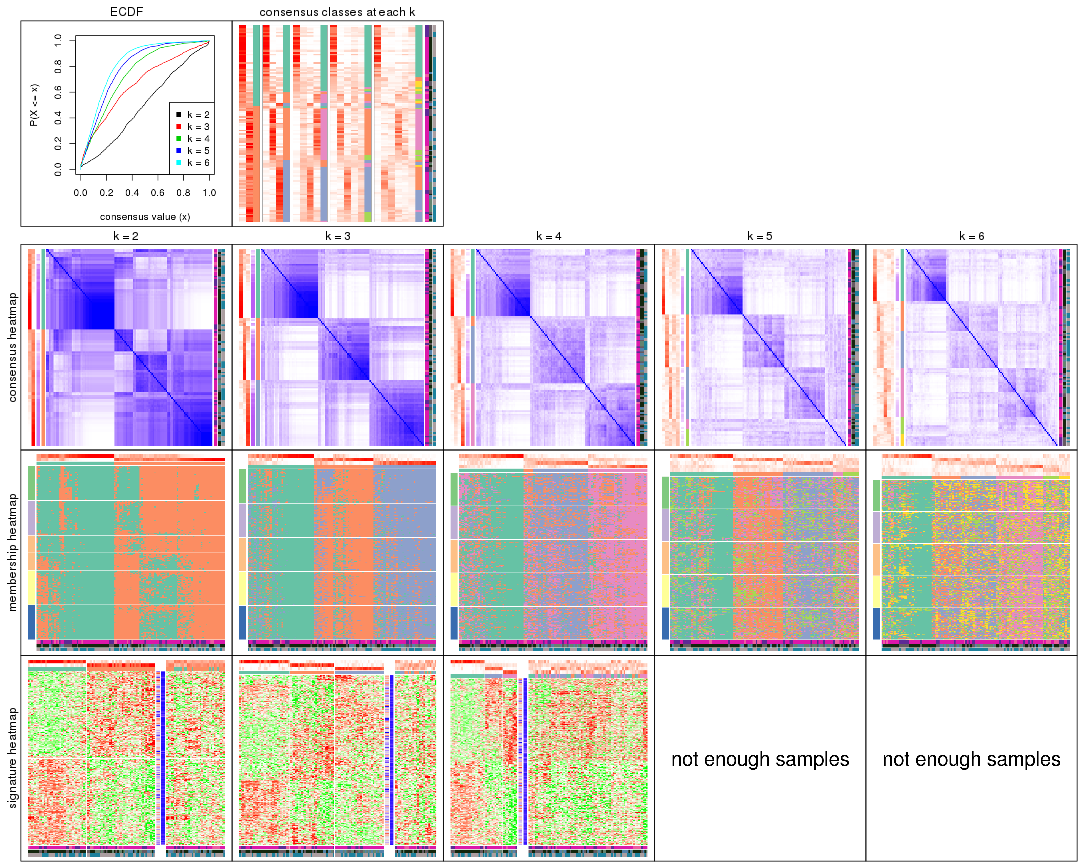 ECDF
consensus classes at each k
P(X <= x)
0.0 0.2 0.4 0.6 0.8 1.0
0.0 0.2 0.4 0.6 0.8 1.0
consensus value (x)
k = 2
k = 3
k = 4
k = 5
k = 6
k = 2
k = 3
k = 4
k = 5
k = 6
consensus heatmap
membership heatmap
signature heatmap
not enough samples
not enough samples